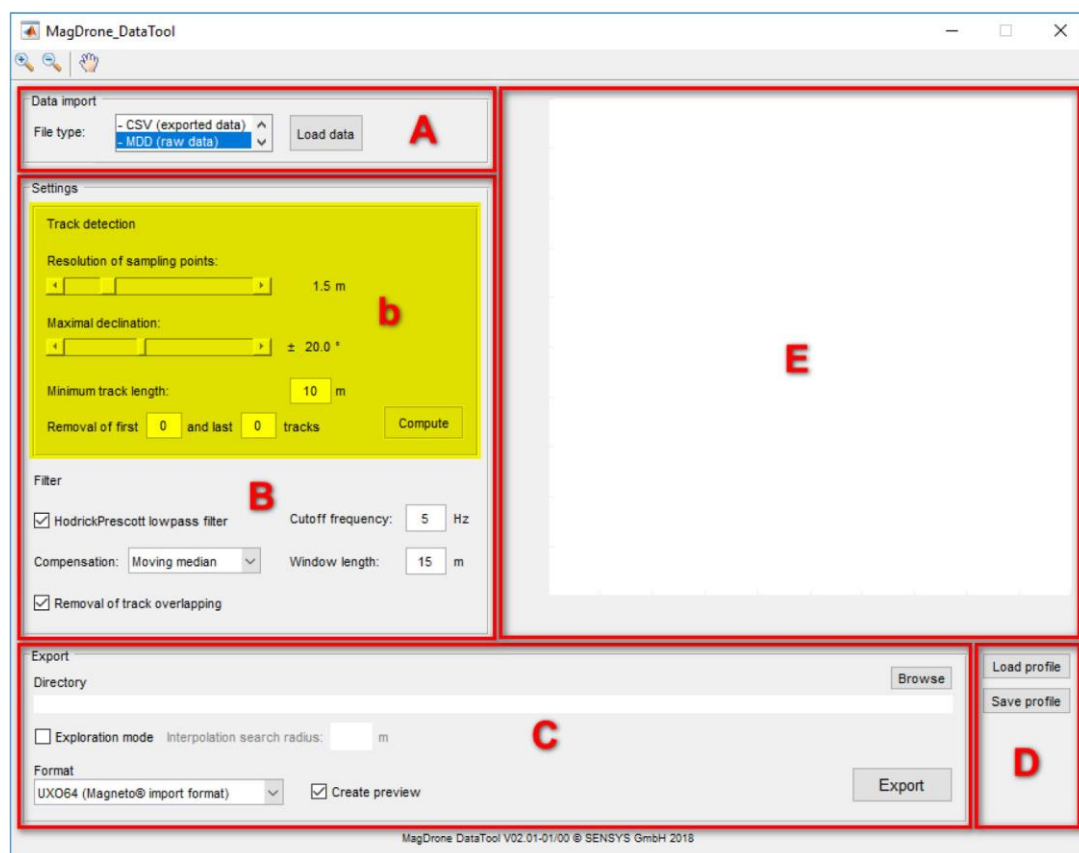 MagDrone_DataTool
Data import
File type:
- CSV (exported data)
- MDD (raw data)
Load data
A
Settings
Track detection
Resolution of sampling points:
1.5 m
b
Maximal declination:
± 20.0 °
Minimum track length: 10 m
Removal of first 0 and last 0 tracks
Compute
Filter
B
HodrickPrescott lowpass filter
Cutoff frequency: 5 Hz
Compensation: Moving median
Window length: 15 m
Removal of track overlapping
E
Export
Directory
Browse
Exploration mode
Interpolation search radius: m
C
Format
UXO64 (Magneto® import format)
Create preview
Export
Load profile
Save profile
D
MagDrone DataTool V02.01-01/00 © SENSYS GmbH 2018